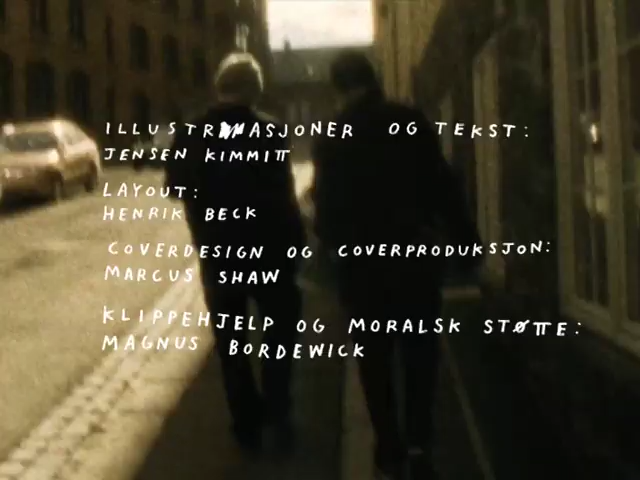 ILLUSTRASJONER OG TEKST:
JENSEN KIMMITT
LAYOUT:
HENRIK BECK
COVERDESIGN OG COVERPRODUKSJON:
MARCUS SHAW
KLIPPEHJELP OG MORALSK STØTTE:
MAGNUS BORDEWICK